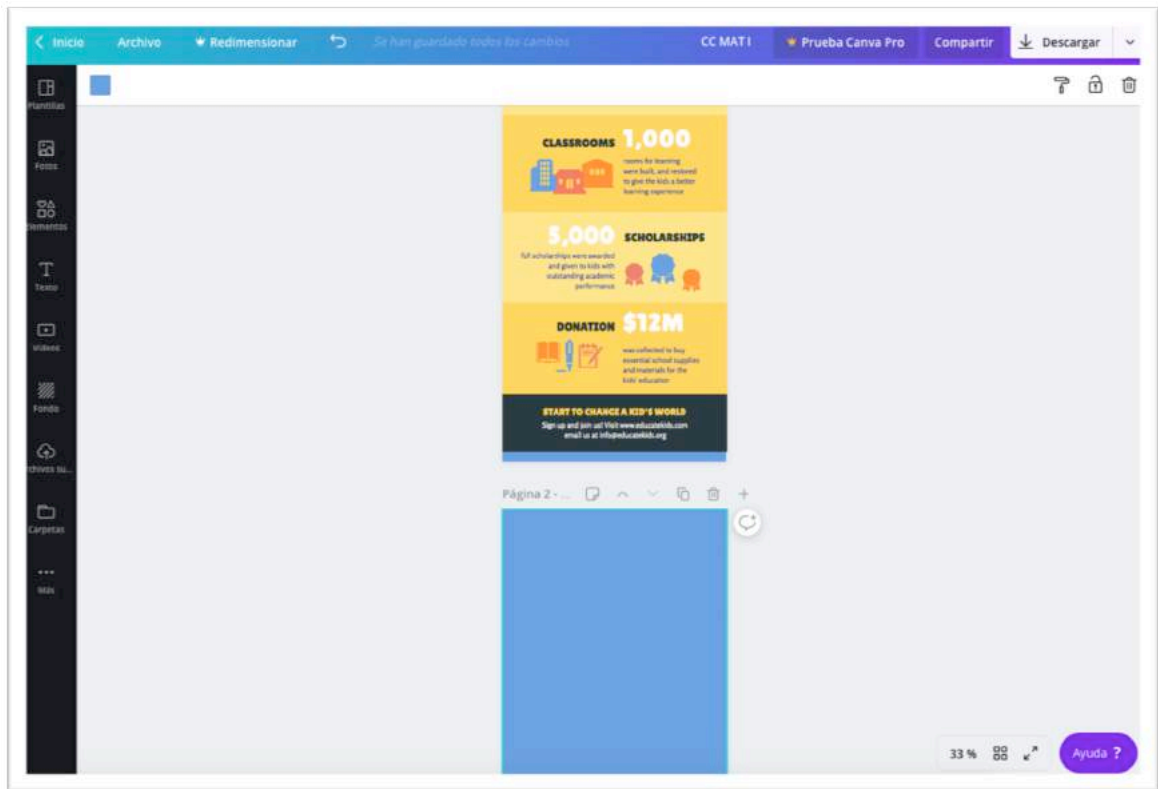 Inicio Archivo Redimensionar Se han guardado todos los cambios CC MAT I Prueba Canva Pro Compartir Descargar
Plantillas
Fotos
Elementos
Texto
Vídeos
Fondo
rchivos su...
Carpetas
Más
CLASSROOMS 1,000
rooms for learning
were built, and restored
to give the kids a better
learning experience
5,000 SCHOLARSHIPS
full scholarships were awarded
and given to kids with
outstanding academic
performance
DONATION $12M
was collected to buy
essential school supplies
and materials for the
kids' education
START TO CHANGE A KID'S WORLD
Sign up and join us! Visit www.educatekids.com
email us at info@educatekids.org
Página 2 - ...
33 % Ayuda ?